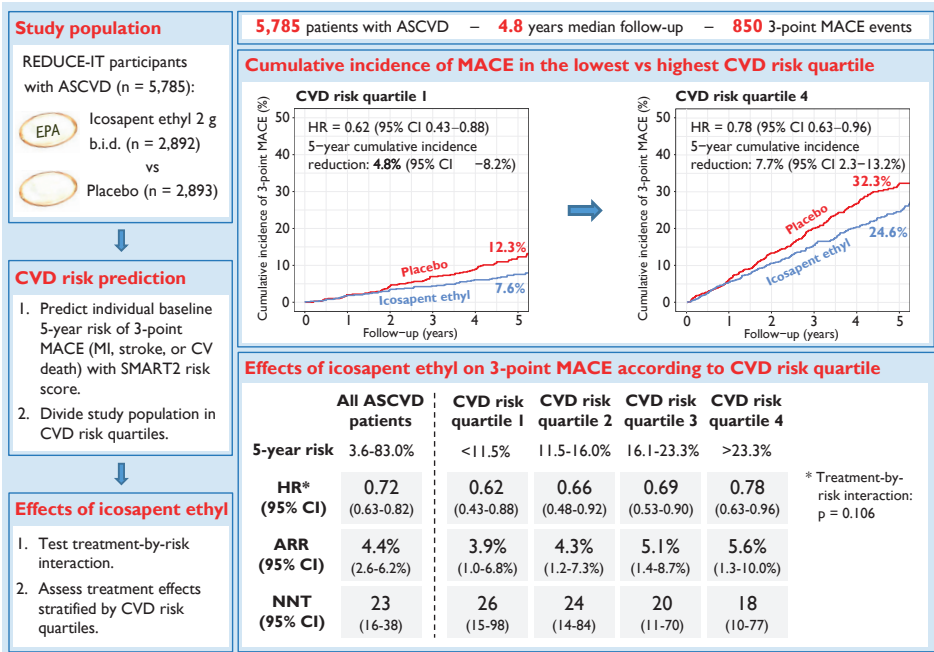 Study population
REDUCE-IT participants
with ASCVD (n = 5,785):
EPA
Icosapent ethyl 2 g
b.i.d. (n = 2,892)
vs
Placebo (n = 2,893)
CVD risk prediction
1. Predict individual baseline
5-year risk of 3-point
MACE (MI, stroke, or CV
death) with SMART2 risk
score.
2. Divide study population in
CVD risk quartiles.
Effects of icosapent ethyl
1. Test treatment-by-risk
interaction.
2. Assess treatment effects
stratified by CVD risk
quartiles.
5,785 patients with ASCVD – 4.8 years median follow-up – 850 3-point MACE events
Cumulative incidence of MACE in the lowest vs highest CVD risk quartile
CVD risk quartile 1
Cumulative incidence of 3-point MACE (%)
50
40
30
20
10
0
HR = 0.62 (95% CI 0.43–0.88)
5−year cumulative incidence
reduction: 4.8% (95% CI −8.2%)
12.3%
Placebo
Icosapent ethyl
7.6%
0 1 2 3 4 5
Follow−up (years)
CVD risk quartile 4
Cumulative incidence of 3-point MACE (%)
50
40
30
20
10
0
HR = 0.78 (95% CI 0.63–0.96)
5−year cumulative incidence
reduction: 7.7% (95% CI 2.3–13.2%)
32.3%
Placebo
24.6%
Icosapent ethyl
0 1 2 3 4 5
Follow−up (years)
Effects of icosapent ethyl on 3-point MACE according to CVD risk quartile
All ASCVD CVD risk CVD risk CVD risk CVD risk
patients quartile 1 quartile 2 quartile 3 quartile 4
5-year risk 3.6-83.0% <11.5% 11.5-16.0% 16.1-23.3% >23.3%
HR* 0.72 0.62 0.66 0.69 0.78
(95% CI) (0.63-0.82) (0.43-0.88) (0.48-0.92) (0.53-0.90) (0.63-0.96)
ARR 4.4% 3.9% 4.3% 5.1% 5.6%
(95% CI) (2.6-6.2%) (1.0-6.8%) (1.2-7.3%) (1.4-8.7%) (1.3-10.0%)
NNT 23 26 24 20 18
(95% CI) (16-38) (15-98) (14-84) (11-70) (10-77)
* Treatment-by-
risk interaction:
p = 0.106